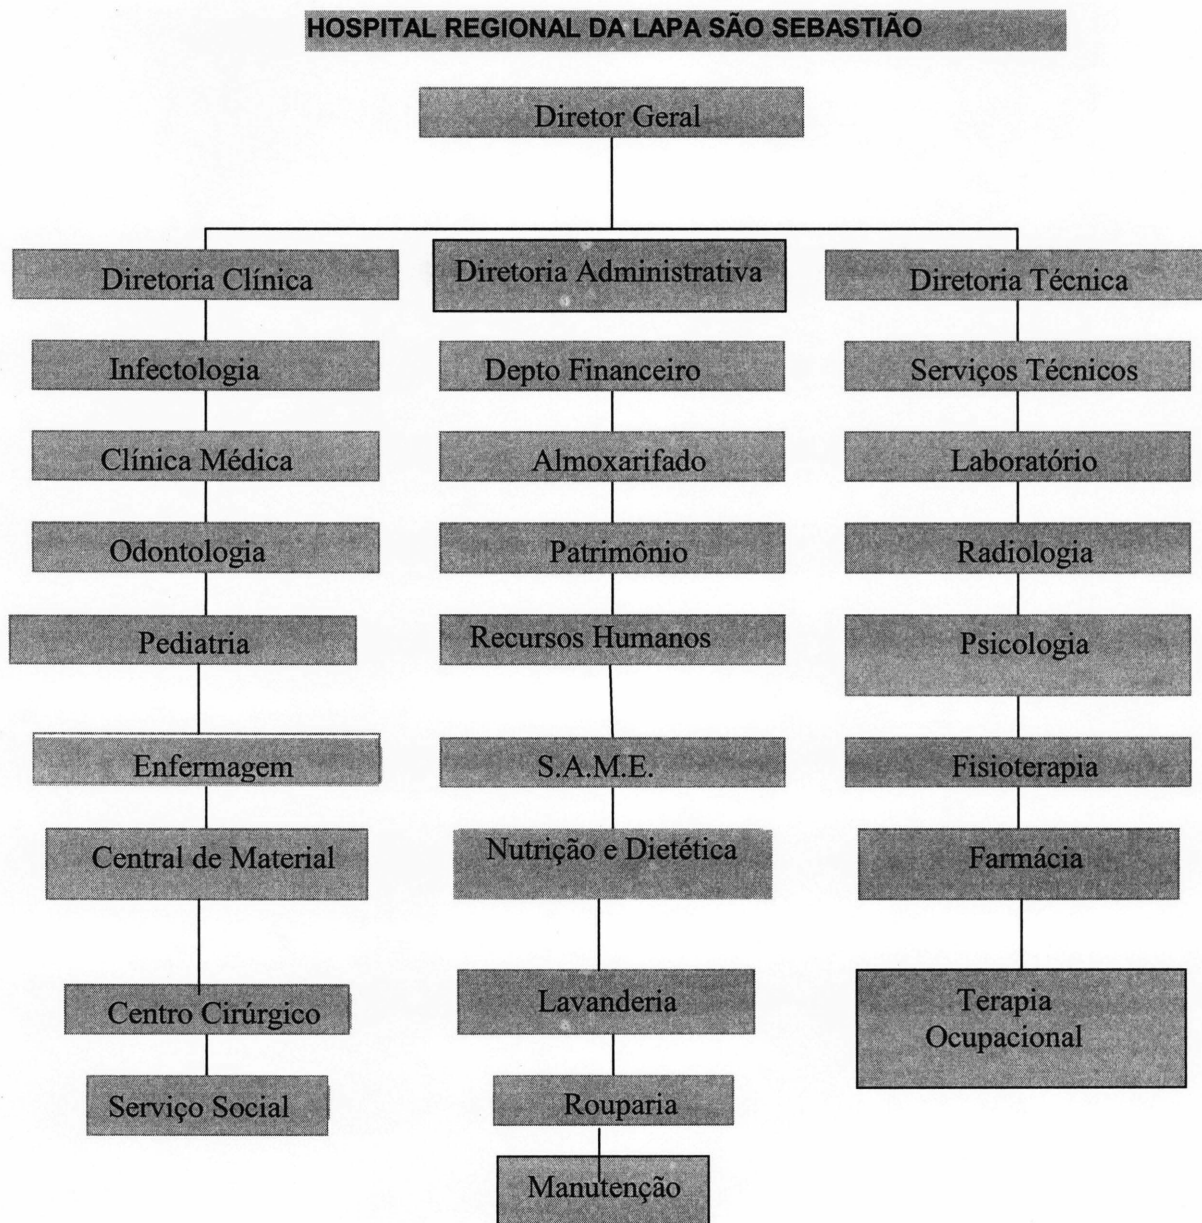 HOSPITAL REGIONAL DA LAPA SÃO SEBASTIÃO
Diretor Geral
Diretoria Clínica
Infectologia
Clínica Médica
Odontologia
Pediatria
Enfermagem
Central de Material
Centro Cirúrgico
Serviço Social
Diretoria Administrativa
Depto Financeiro
Almoxarifado
Patrimônio
Recursos Humanos
S.A.M.E.
Nutrição e Dietética
Lavanderia
Rouparia
Manutenção
Diretoria Técnica
Serviços Técnicos
Laboratório
Radiologia
Psicologia
Fisioterapia
Farmácia
Terapia
Ocupacional